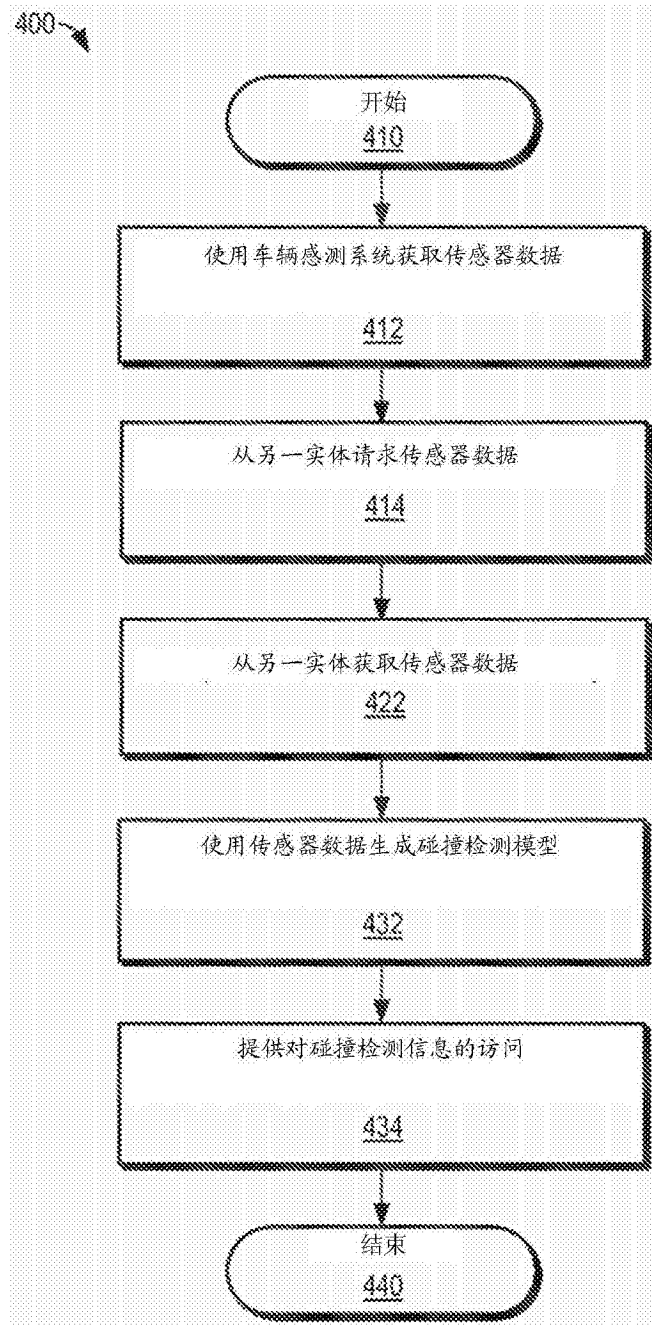 400
开始
410
使用车辆感测系统获取传感器数据
412
从另一实体请求传感器数据
414
从另一实体获取传感器数据
422
使用传感器数据生成碰撞检测模型
432
提供对碰撞检测信息的访问
434
结束
440